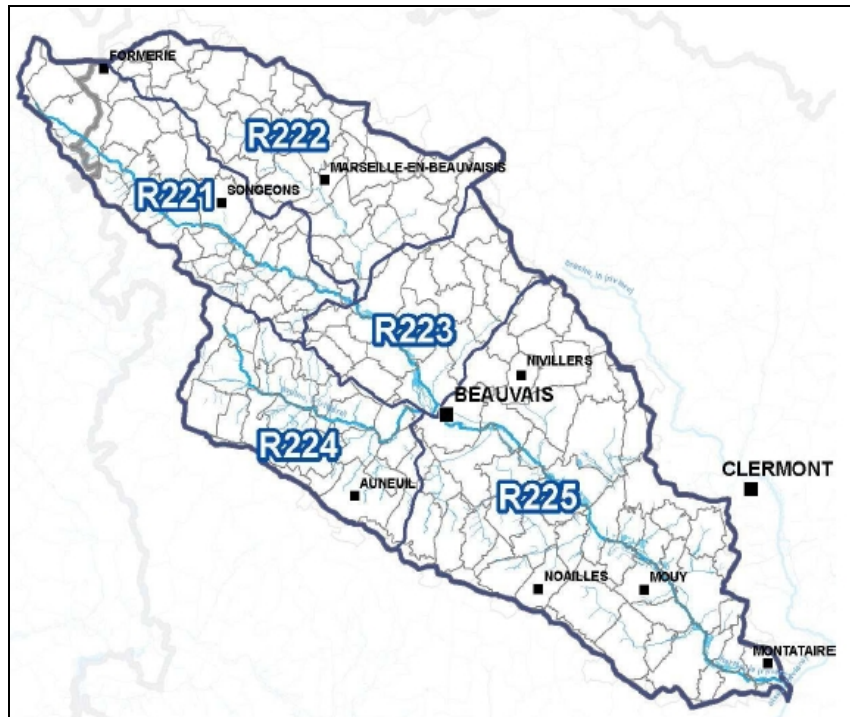 FORMERIE
R222
MARSEILLE-EN-BEAUVAISIS
R221
SONGEONS
R223
NIVILLERS
BEAUVAIS
R224
CLERMONT
AUNEUIL
R225
NOAILLES
MOUY
MONTATAIRE